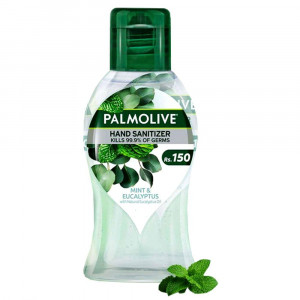 PALMOLIVE
HAND SANITIZER
KILLS 99.9% OF GERMS
Rs. 150
MINT &
EUCALYPTUS